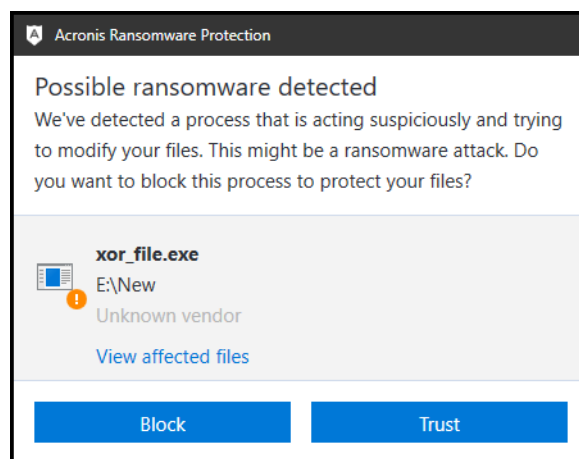 Acronis Ransomware Protection
Possible ransomware detected
We've detected a process that is acting suspiciously and trying
to modify your files. This might be a ransomware attack. Do
you want to block this process to protect your files?
xor_file.exe
E:\New
Unknown vendor
View affected files
Block Trust